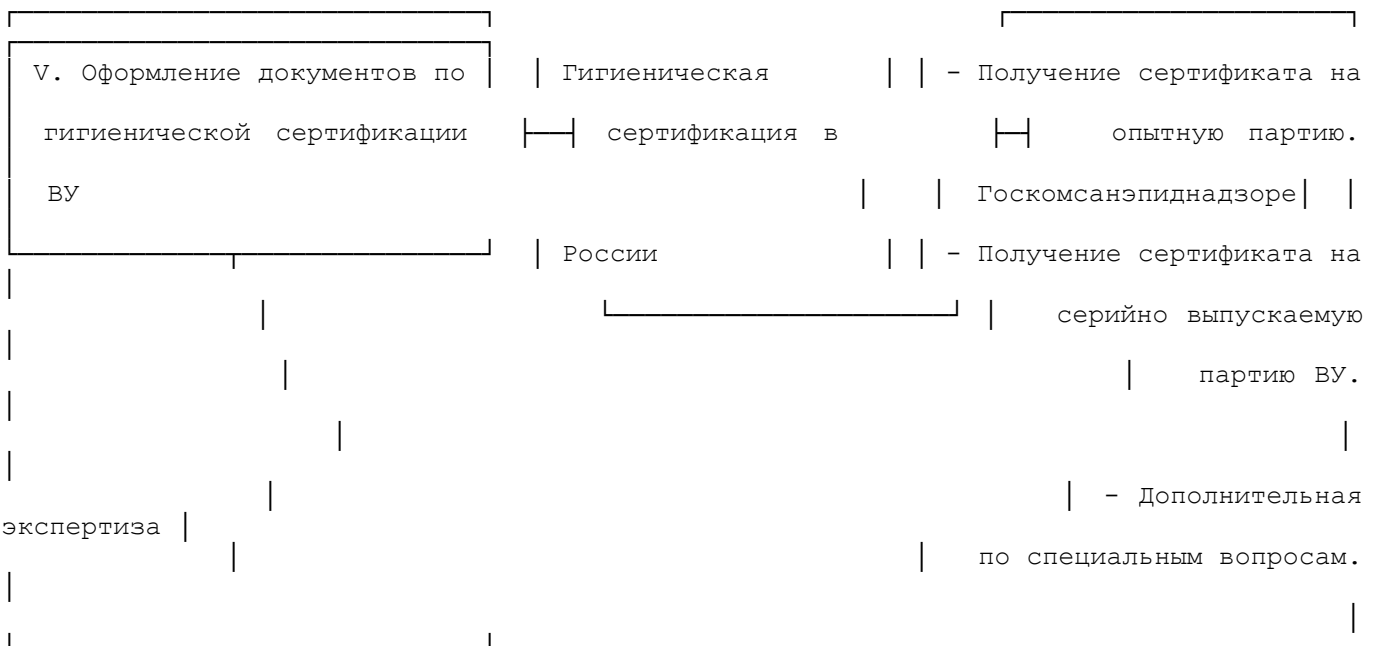 V. Оформление документов по Гигиеническая - Получение сертификата на
гигиенической сертификации сертификация в опытную партию.
ВУ Госкомсанэпиднадзоре
России - Получение сертификата на
серийно выпускаемую
партию ВУ.
- Дополнительная
экспертиза
по специальным вопросам.